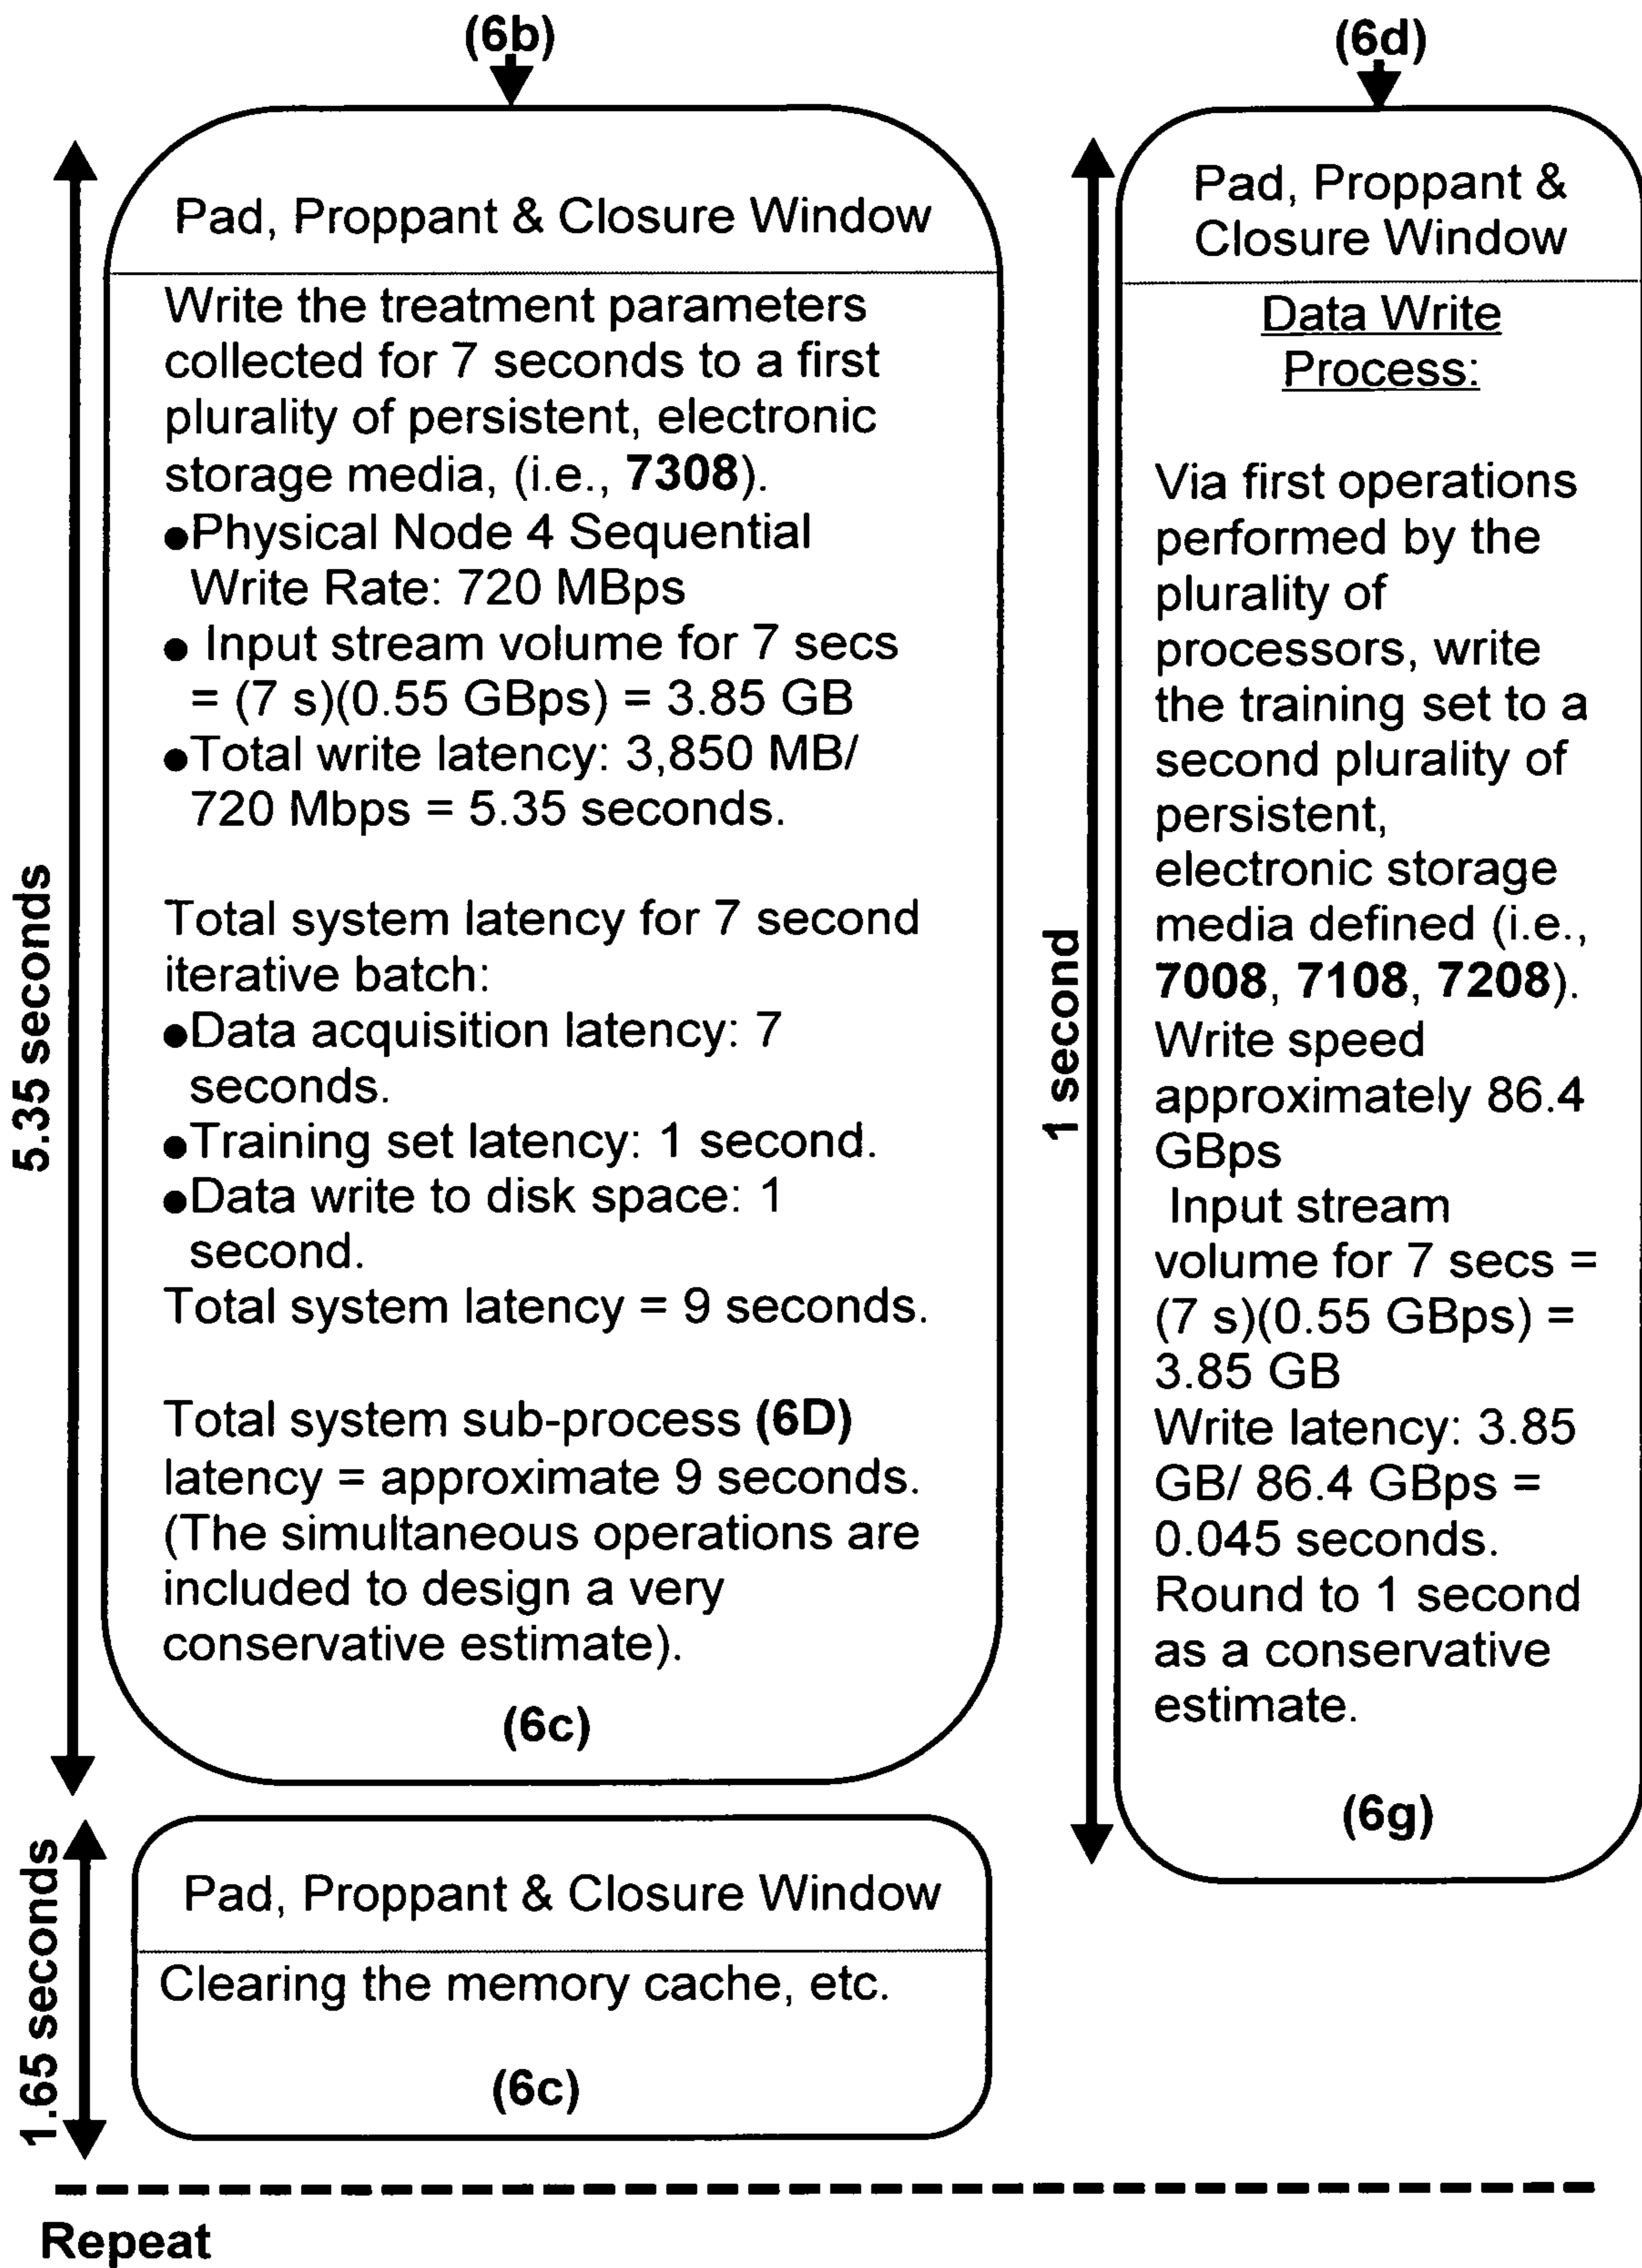 (6b)
5.35 seconds
Pad, Proppant & Closure Window
Write the treatment parameters
collected for 7 seconds to a first
plurality of persistent, electronic
storage media, (i.e., 7308).
●Physical Node 4 Sequential
Write Rate: 720 MBps
● Input stream volume for 7 secs
= (7 s)(0.55 GBps) = 3.85 GB
●Total write latency: 3,850 MB/
720 Mbps = 5.35 seconds.
Total system latency for 7 second
iterative batch:
●Data acquisition latency: 7
seconds.
●Training set latency: 1 second.
●Data write to disk space: 1
second.
Total system latency = 9 seconds.
Total system sub-process (6D)
latency = approximate 9 seconds.
(The simultaneous operations are
included to design a very
conservative estimate).
(6c)
1.65 seconds
Pad, Proppant & Closure Window
Clearing the memory cache, etc.
(6c)
(6d)
1 second
Pad, Proppant &
Closure Window
Data Write
Process:
Via first operations
performed by the
plurality of
processors, write
the training set to a
second plurality of
persistent,
electronic storage
media defined (i.e.,
7008, 7108, 7208).
Write speed
approximately 86.4
GBps
Input stream
volume for 7 secs =
(7 s)(0.55 GBps) =
3.85 GB
Write latency: 3.85
GB/ 86.4 GBps =
0.045 seconds.
Round to 1 second
as a conservative
estimate.
(6g)
Repeat